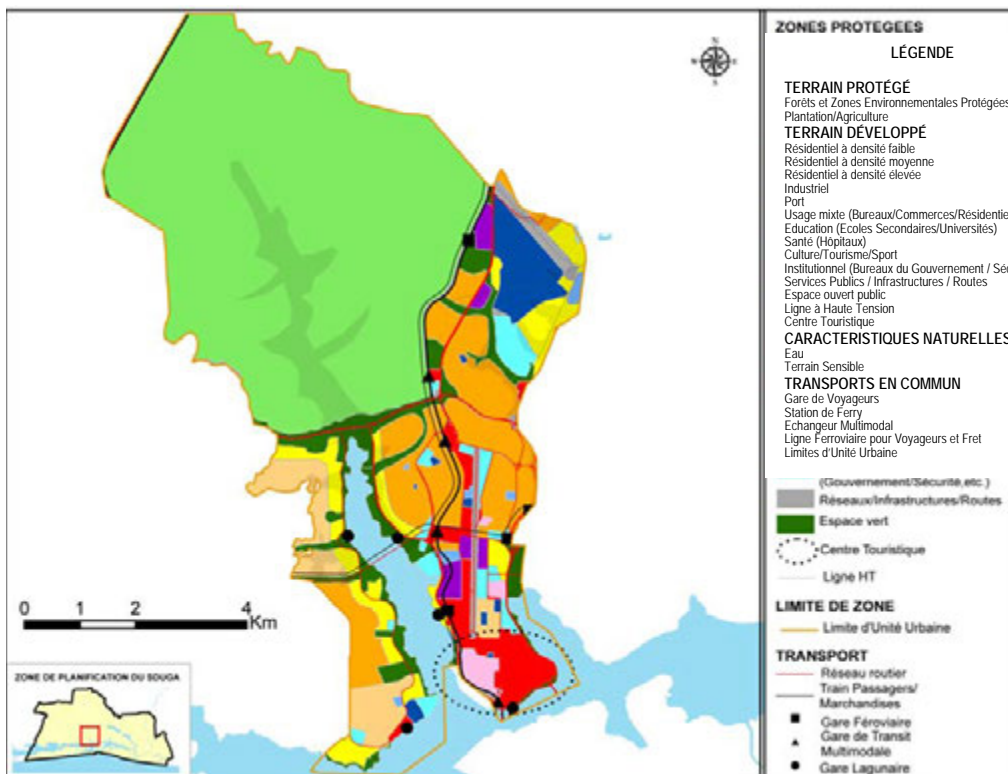 N
W
E
S
ZONES PROTEGEES
LÉGENDE
TERRAIN PROTÉGÉ
Forêts et Zones Environnementales Protégées
Plantation/Agriculture
TERRAIN DÉVELOPPÉ
Résidentiel à densité faible
Résidentiel à densité moyenne
Résidentiel à densité élevée
Industriel
Port
Usage mixte (Bureaux/Commerces/Résidentie
Education (Ecoles Secondaires/Universités)
Santé (Hôpitaux)
Culture/Tourisme/Sport
Institutionnel (Bureaux du Gouvernement / Séc
Services Publics / Infrastructures / Routes
Espace ouvert public
Ligne à Haute Tension
Centre Touristique
CARACTERISTIQUES NATURELLES
Eau
Terrain Sensible
TRANSPORTS EN COMMUN
Gare de Voyageurs
Station de Ferry
Echangeur Multimodal
Ligne Ferroviaire pour Voyageurs et Fret
Limites d'Unité Urbaine
(Gouvernement/Sécurité,etc.)
Réseaux/Infrastructures/Routes
Espace vert
Centre Touristique
Ligne HT
LIMITE DE ZONE
Limite d'Unité Urbaine
TRANSPORT
Réseau routier
Train Passagers/
Marchandises
Gare Féroviaire
Gare de Transit
Multimodale
Gare Lagunaire
0 1 2 4
Km
ZONE DE PLANIFICATION DU SOUGA